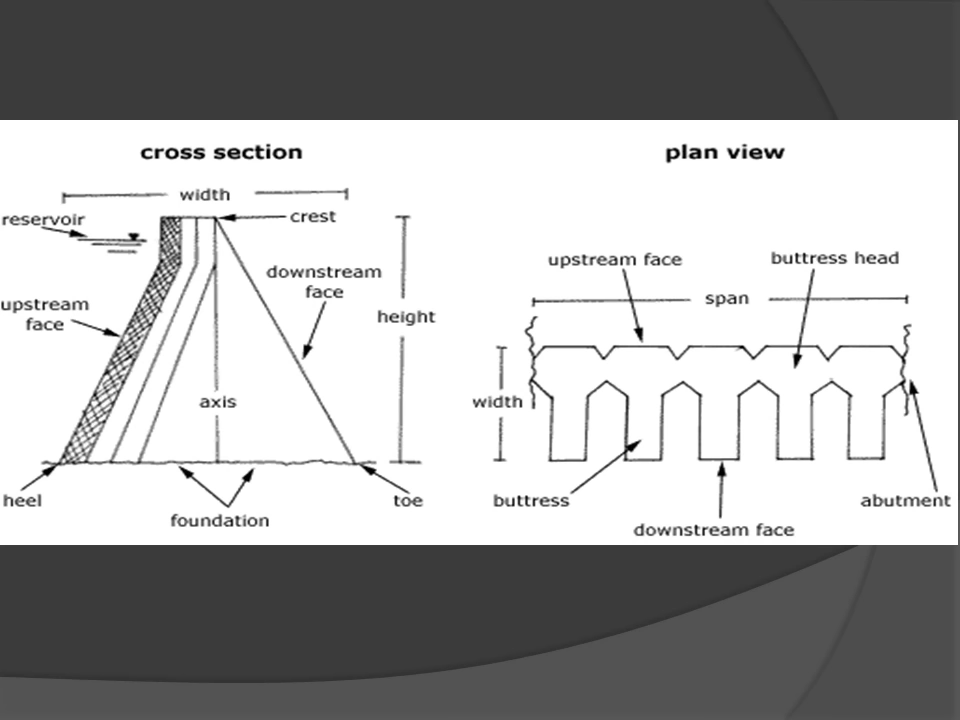 cross section
width
reservoir
crest
upstream
face
downstream
face
height
axis
heel
foundation
toe
plan view
upstream face
buttress head
span
width
buttress
abutment
downstream face